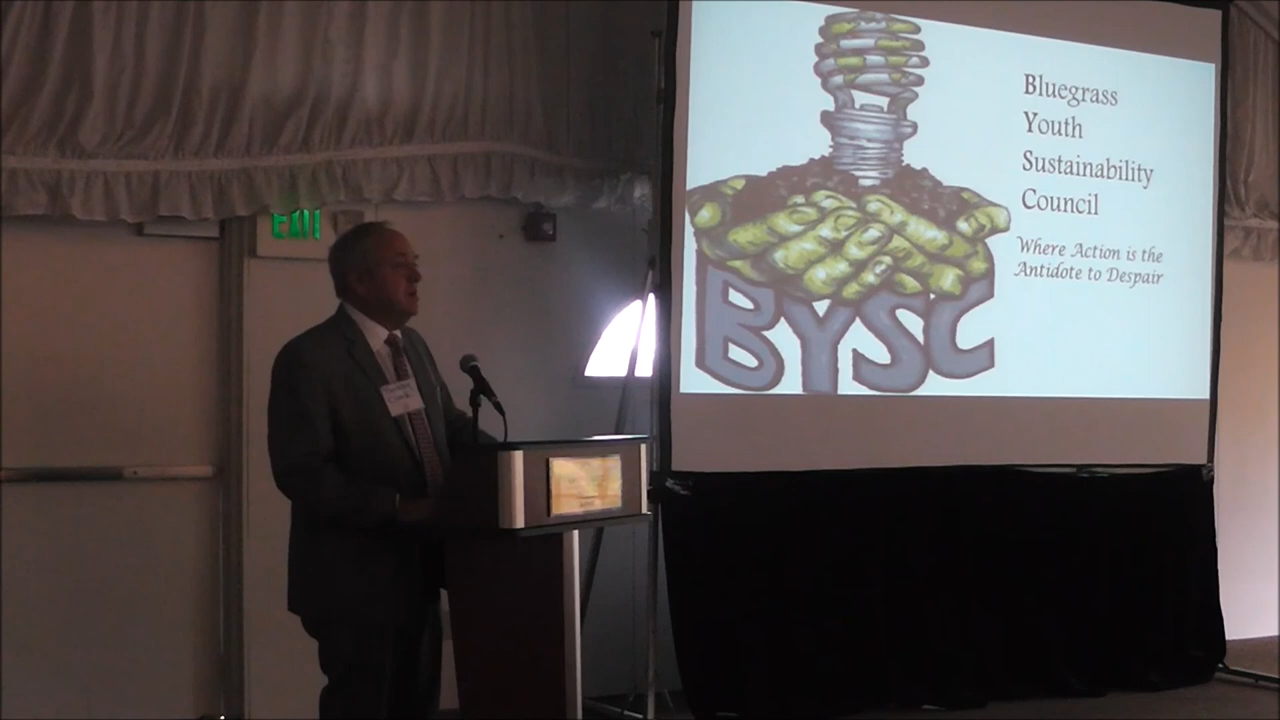 EXIT
Bluegrass
Youth
Sustainability
Council
Where Action is the
Antidote to Despair
BYSC